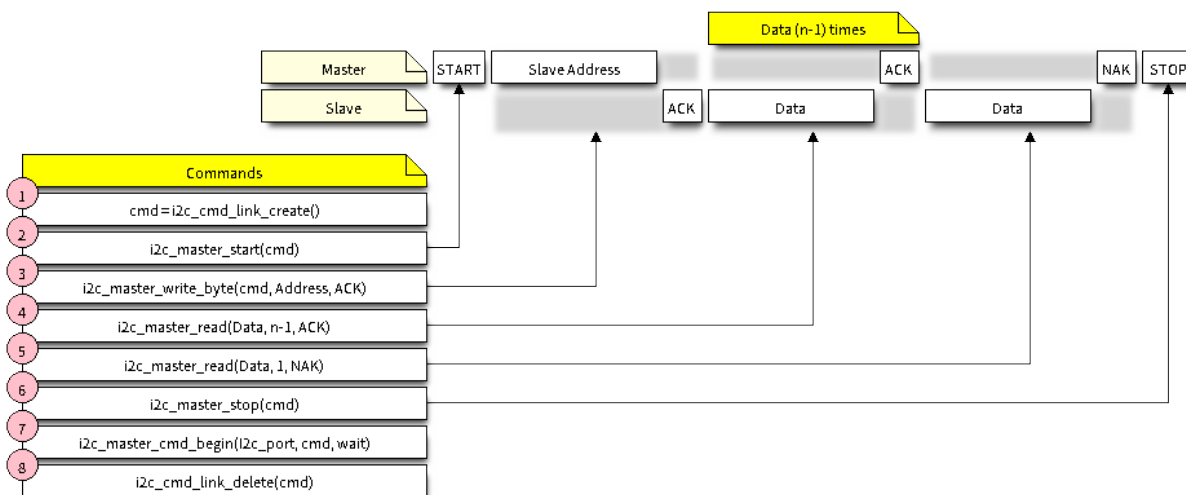 Data (n-1) times
Master START Slave Address ACK NAK STOP
Slave ACK Data Data
Commands
1
cmd = i2c_cmd_link_create()
2
i2c_master_start(cmd)
3
i2c_master_write_byte(cmd, Address, ACK)
4
i2c_master_read(Data, n-1, ACK)
5
i2c_master_read(Data, 1, NAK)
6
i2c_master_stop(cmd)
7
i2c_master_cmd_begin(I2c_port, cmd, wait)
8
i2c_cmd_link_delete(cmd)